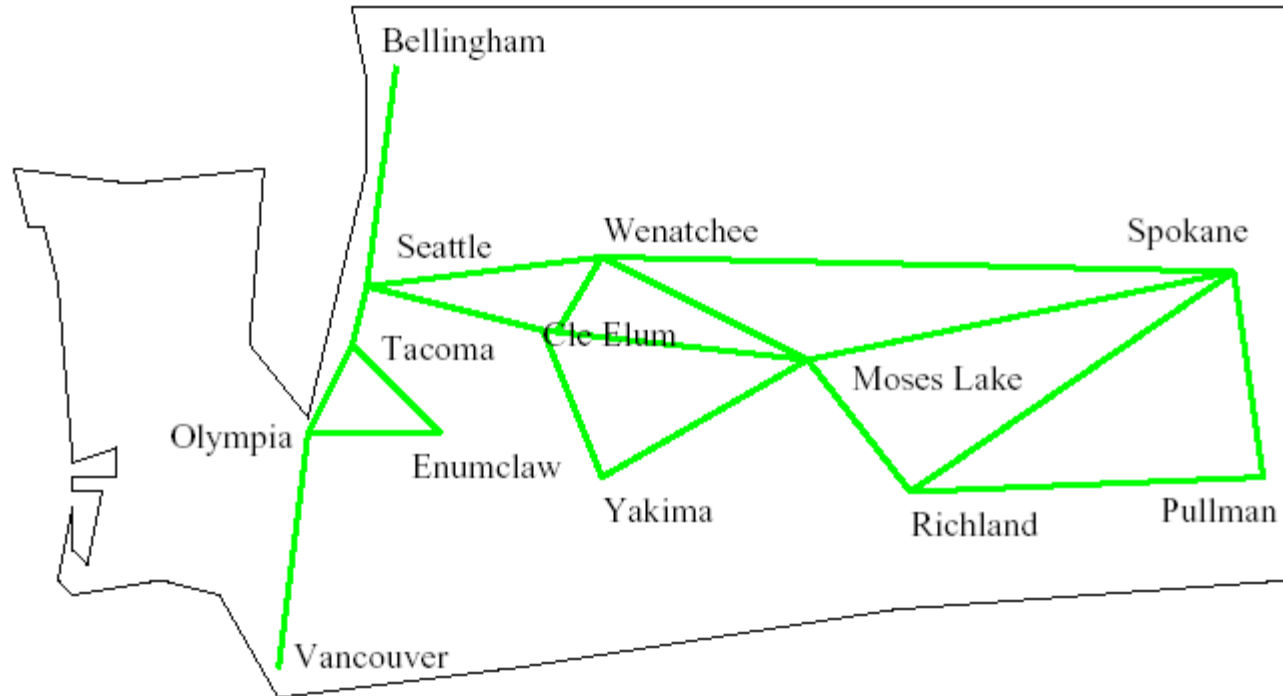 Bellingham
Wenatchee
Spokane
Seattle
Cle Elum
Tacoma
Moses Lake
Olympia
Enumclaw
Yakima
Richland
Pullman
Vancouver